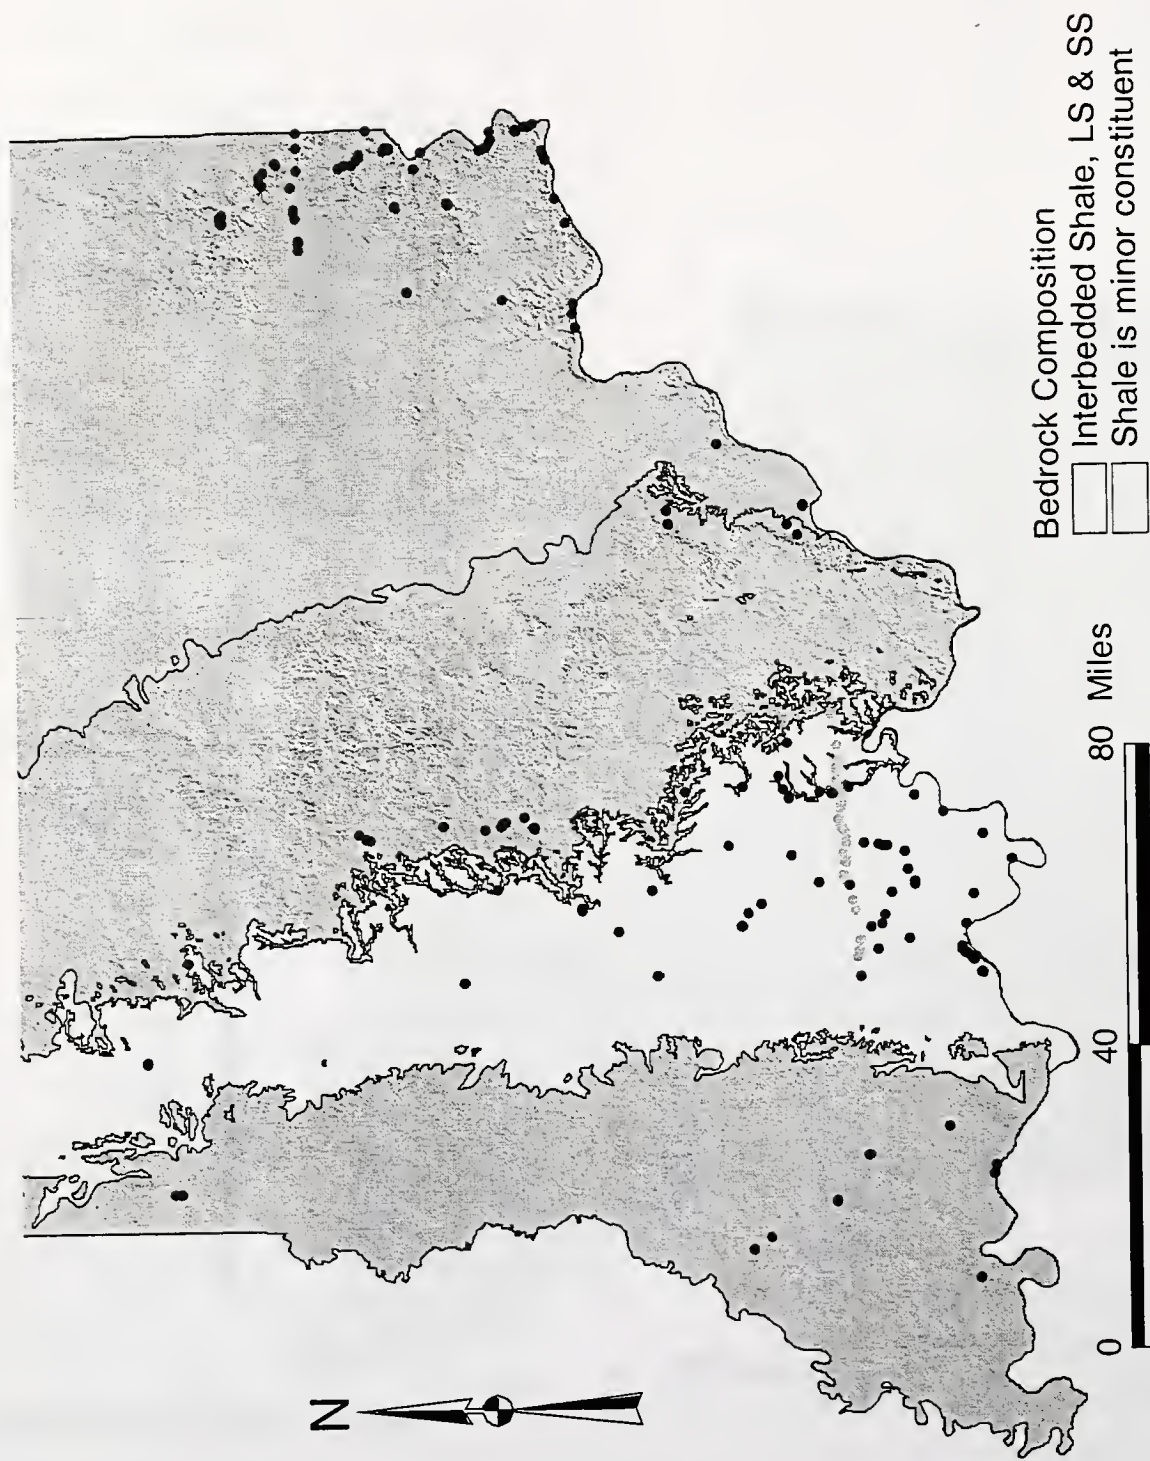 N
0 40 80 Miles
Bedrock Composition
Interbedded Shale, LS & SS
Shale is minor constituent